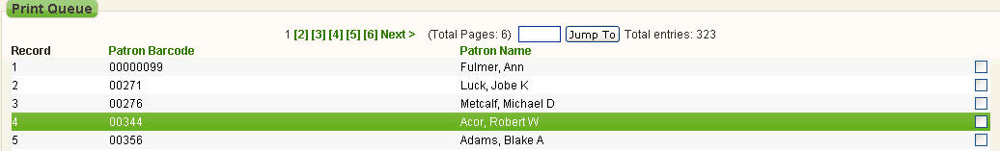 Print Queue
1 [2] [3] [4] [5] [6] Next > (Total Pages: 6) Jump To Total entries: 323
Record Patron Barcode Patron Name
1 00000099 Fulmer, Ann
2 00271 Luck, Jobe K
3 00276 Metcalf, Michael D
4 00344 Acor, Robert W
5 00356 Adams, Blake A